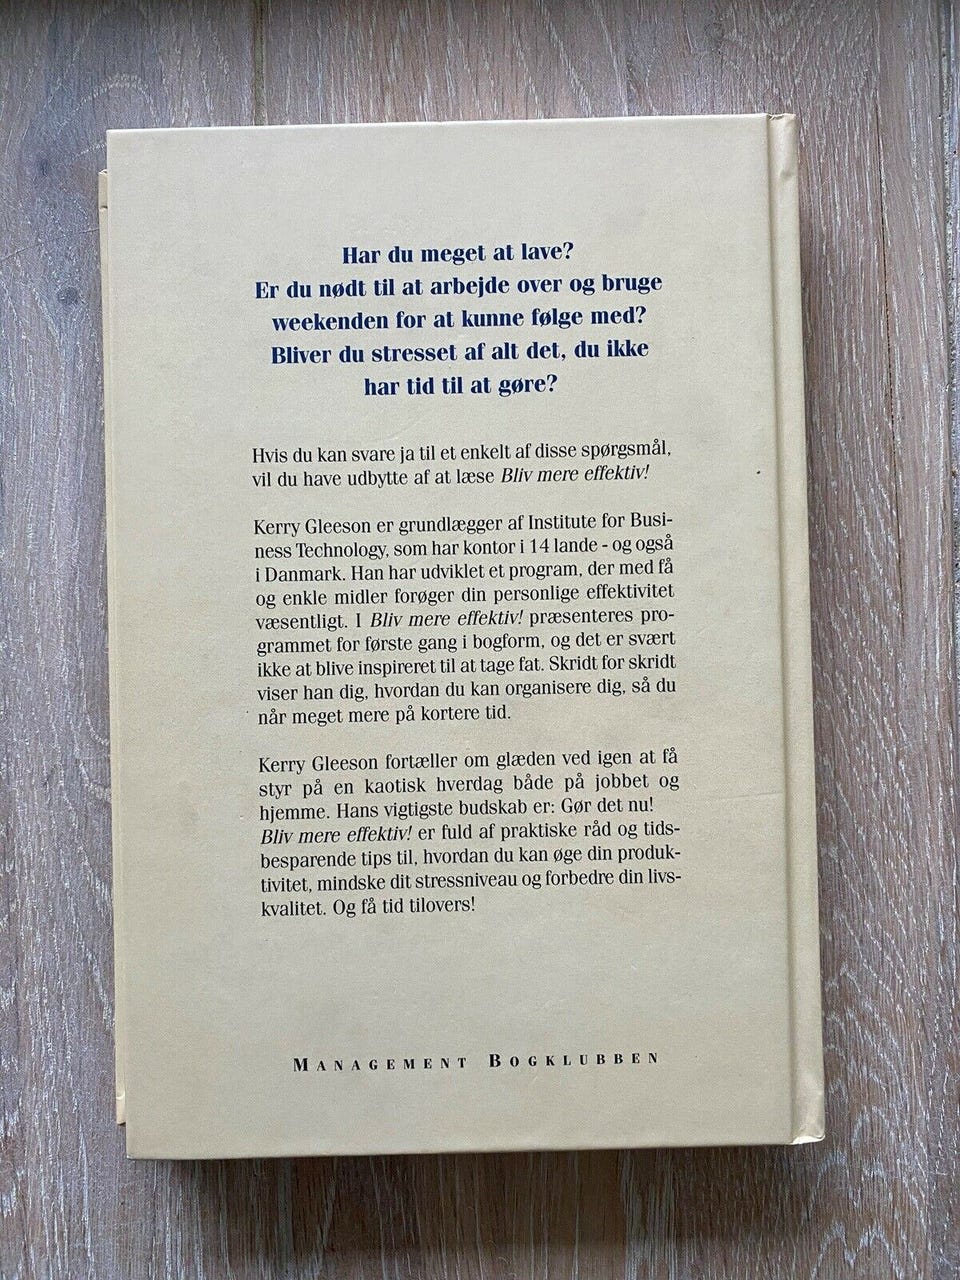 Har du meget at lave?
Er du nødt til at arbejde over og bruge
weekenden for at kunne følge med?
Bliver du stresset af alt det, du ikke
har tid til at gøre?
Hvis du kan svare ja til et enkelt af disse spørgsmål,
vil du have udbytte af at læse Bliv mere effektiv!
Kerry Gleeson er grundlægger af Institute for Busi-
ness Technology, som har kontor i 14 lande - og også
i Danmark. Han har udviklet et program, der med få
og enkle midler forøger din personlige effektivitet
væsentligt. I Bliv mere effektiv! præsenteres pro-
grammet for første gang i bogform, og det er svært
ikke at blive inspireret til at tage fat. Skridt for skridt
viser han dig, hvordan du kan organisere dig, så du
når meget mere på kortere tid.
Kerry Gleeson fortæller om glæden ved igen at få
styr på en kaotisk hverdag både på jobbet og
hjemme. Hans vigtigste budskab er: Gør det nu!
Bliv mere effektiv! er fuld af praktiske råd og tids-
besparende tips til, hvordan du kan øge din produk-
tivitet, mindske dit stressniveau og forbedre din livs-
kvalitet. Og få tid tilovers!
MANAGEMENT BOGKLUBBEN